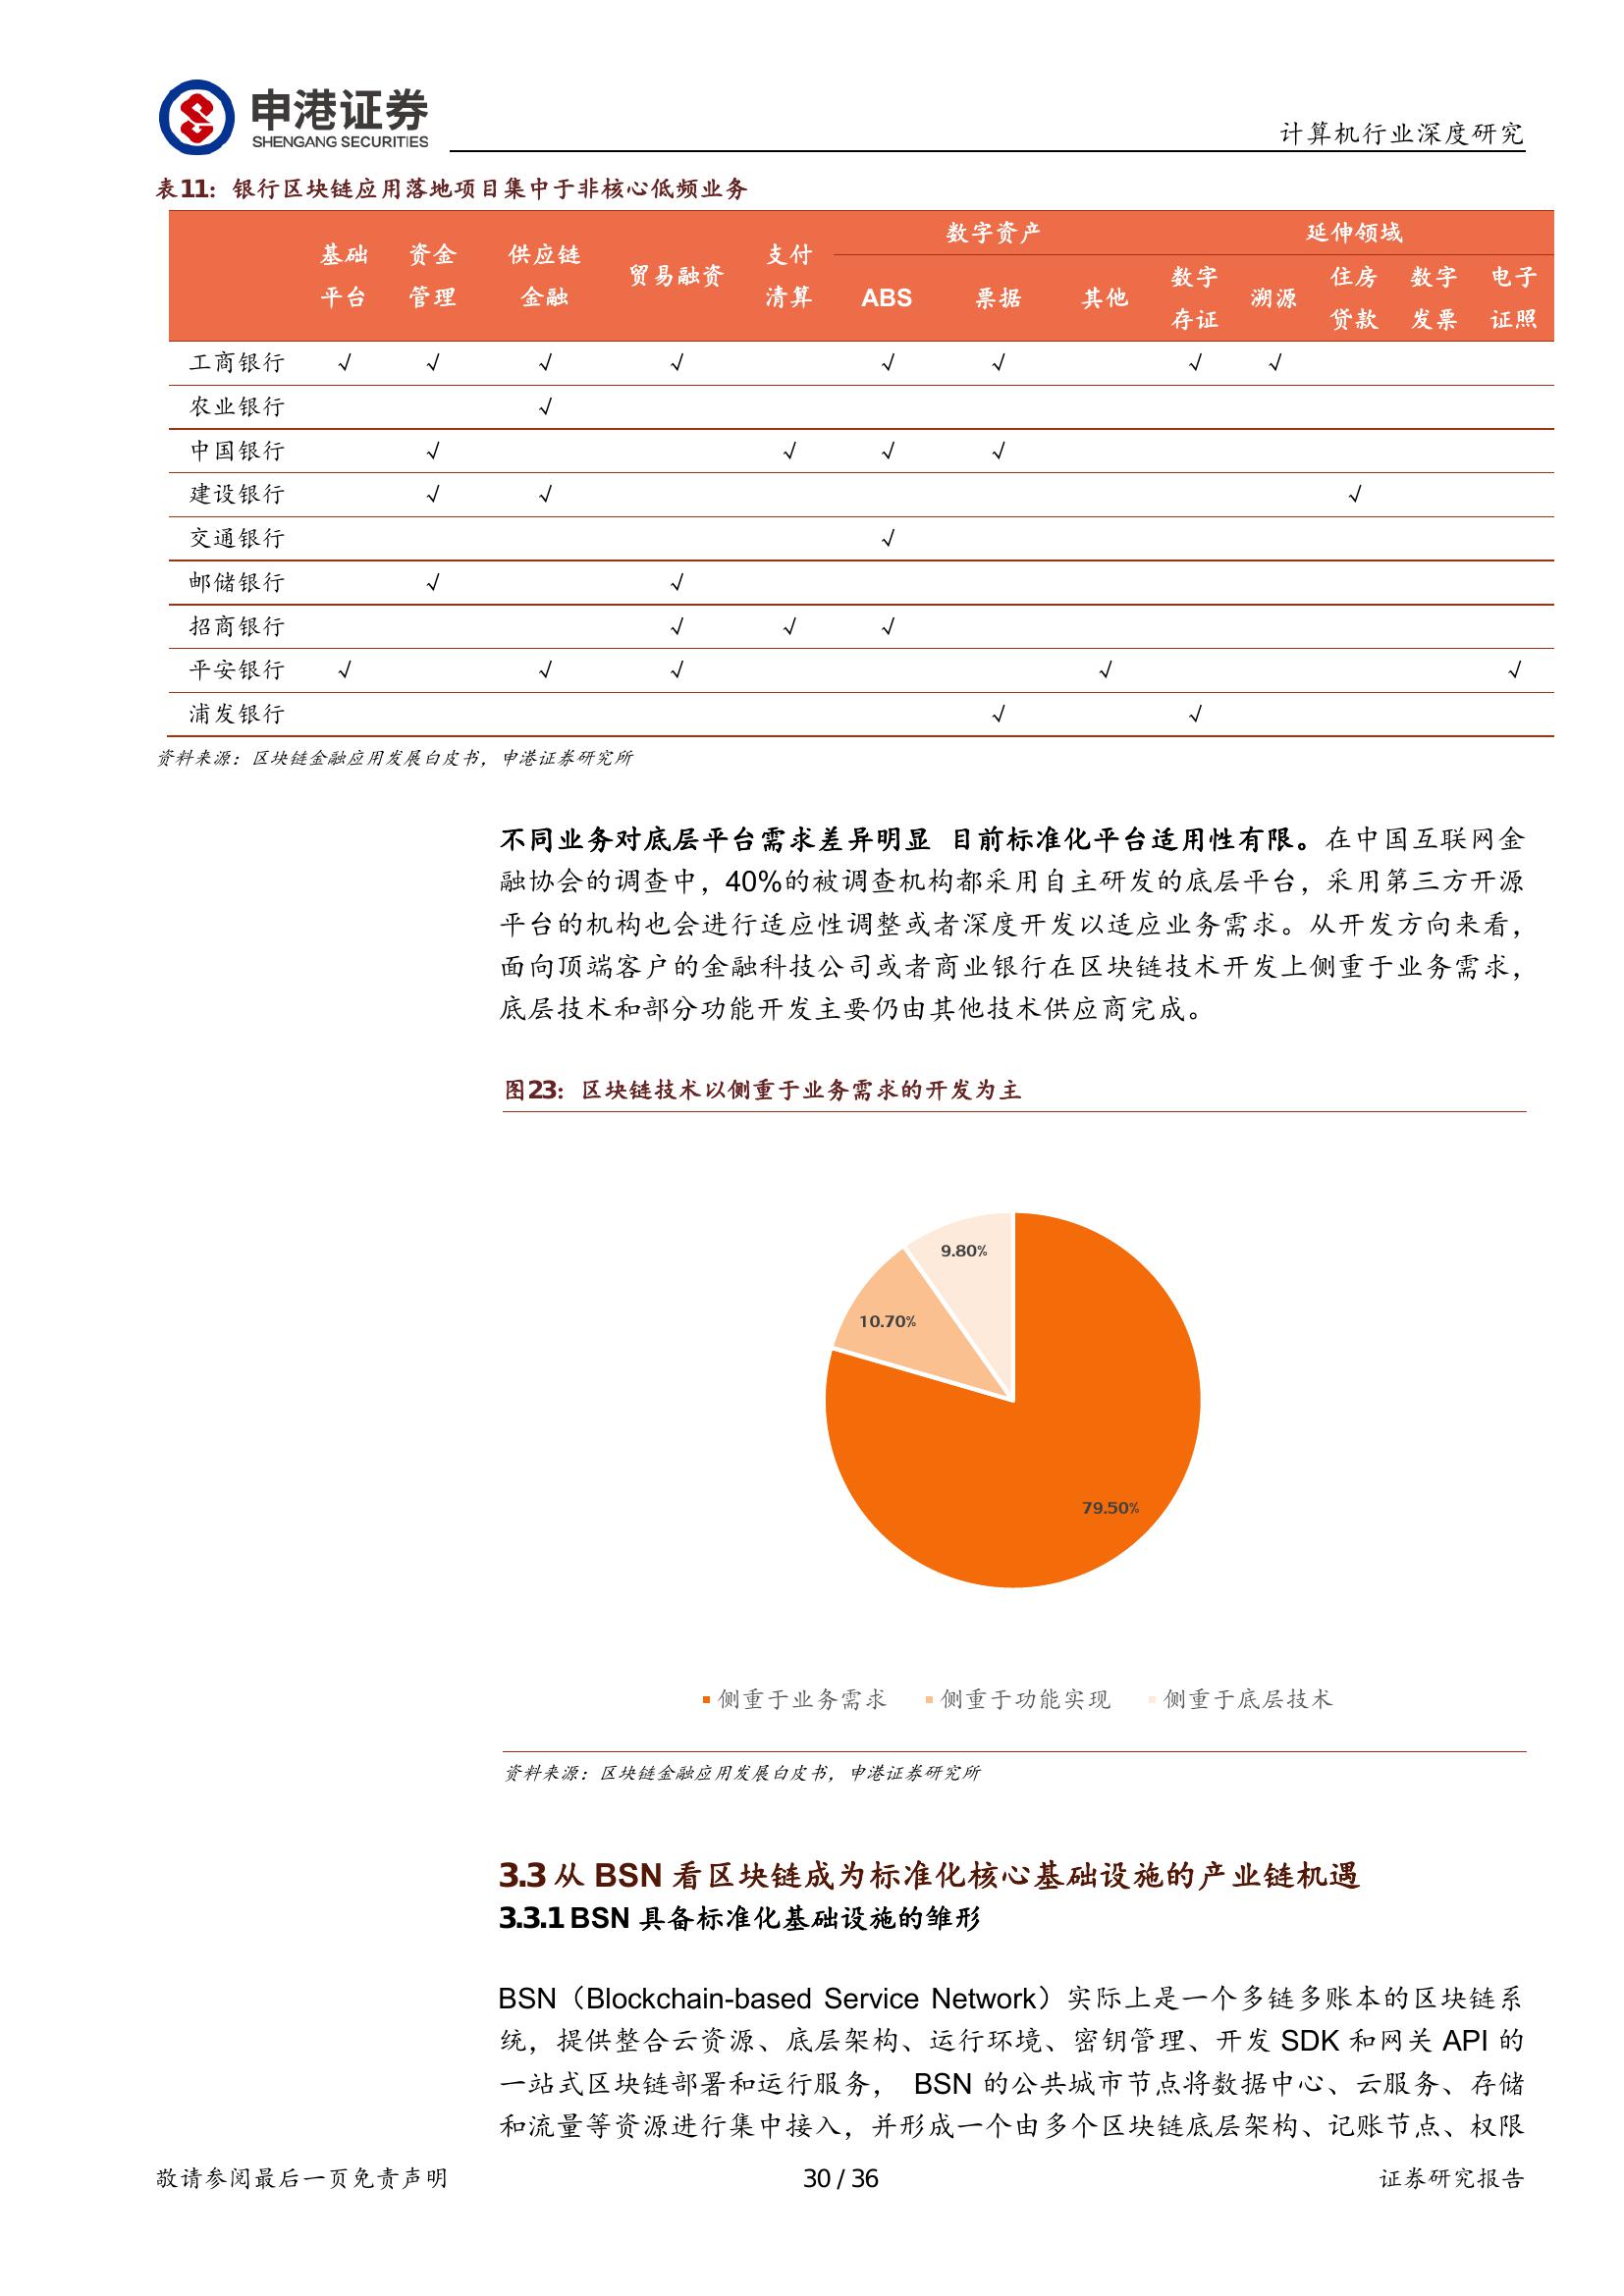 申港证券
SHENGANG SECURITIES
计算机行业深度研究
表11：银行区块链应用落地项目集中于非核心低频业务
数字资产 延伸领域
基础平台 资金管理 供应链金融 贸易融资 支付清算 ABS 票据 其他 数字存证 溯源 住房贷款 数字发票 电子证照
工商银行 √ √ √ √ √ √ √ √
农业银行 √
中国银行 √ √ √ √
建设银行 √ √ √
交通银行 √
邮储银行 √ √
招商银行 √ √ √
平安银行 √ √ √ √ √
浦发银行 √ √
资料来源：区块链金融应用发展白皮书，申港证券研究所
不同业务对底层平台需求差异明显 目前标准化平台适用性有限。在中国互联网金
融协会的调查中，40%的被调查机构都采用自主研发的底层平台，采用第三方开源
平台的机构也会进行适应性调整或者深度开发以适应业务需求。从开发方向来看，
面向顶端客户的金融科技公司或者商业银行在区块链技术开发上侧重于业务需求，
底层技术和部分功能开发主要仍由其他技术供应商完成。
图23：区块链技术以侧重于业务需求的开发为主
9.80%
10.70%
79.50%
侧重于业务需求 侧重于功能实现 侧重于底层技术
资料来源：区块链金融应用发展白皮书，申港证券研究所
3.3 从 BSN 看区块链成为标准化核心基础设施的产业链机遇
3.3.1 BSN 具备标准化基础设施的雏形
BSN（Blockchain-based Service Network）实际上是一个多链多账本的区块链系
统，提供整合云资源、底层架构、运行环境、密钥管理、开发 SDK 和网关 API 的
一站式区块链部署和运行服务， BSN 的公共城市节点将数据中心、云服务、存储
和流量等资源进行集中接入，并形成一个由多个区块链底层架构、记账节点、权限
敬请参阅最后一页免责声明 30 / 36 证券研究报告